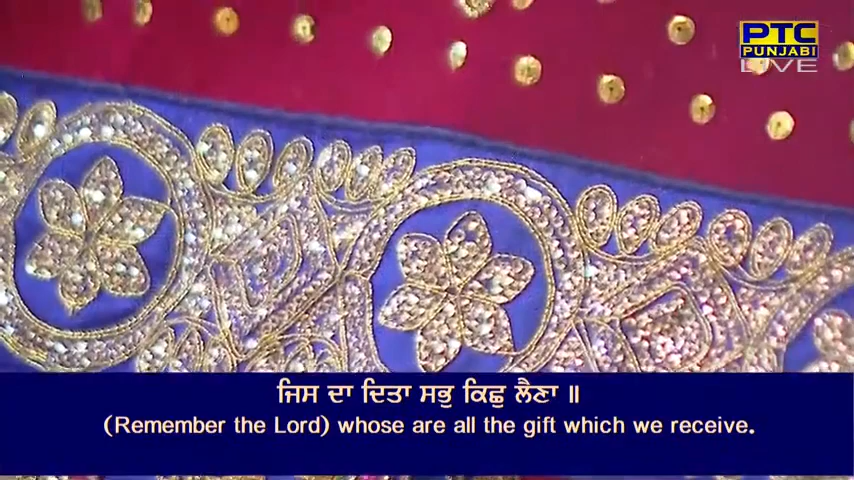 PTC
PUNJABI
LIVE
ਜਿਸ ਦਾ ਦਿਤਾ ਸਭੁ ਕਿਛੁ ਲੈਣਾ ॥
(Remember the Lord) whose are all the gift which we receive.